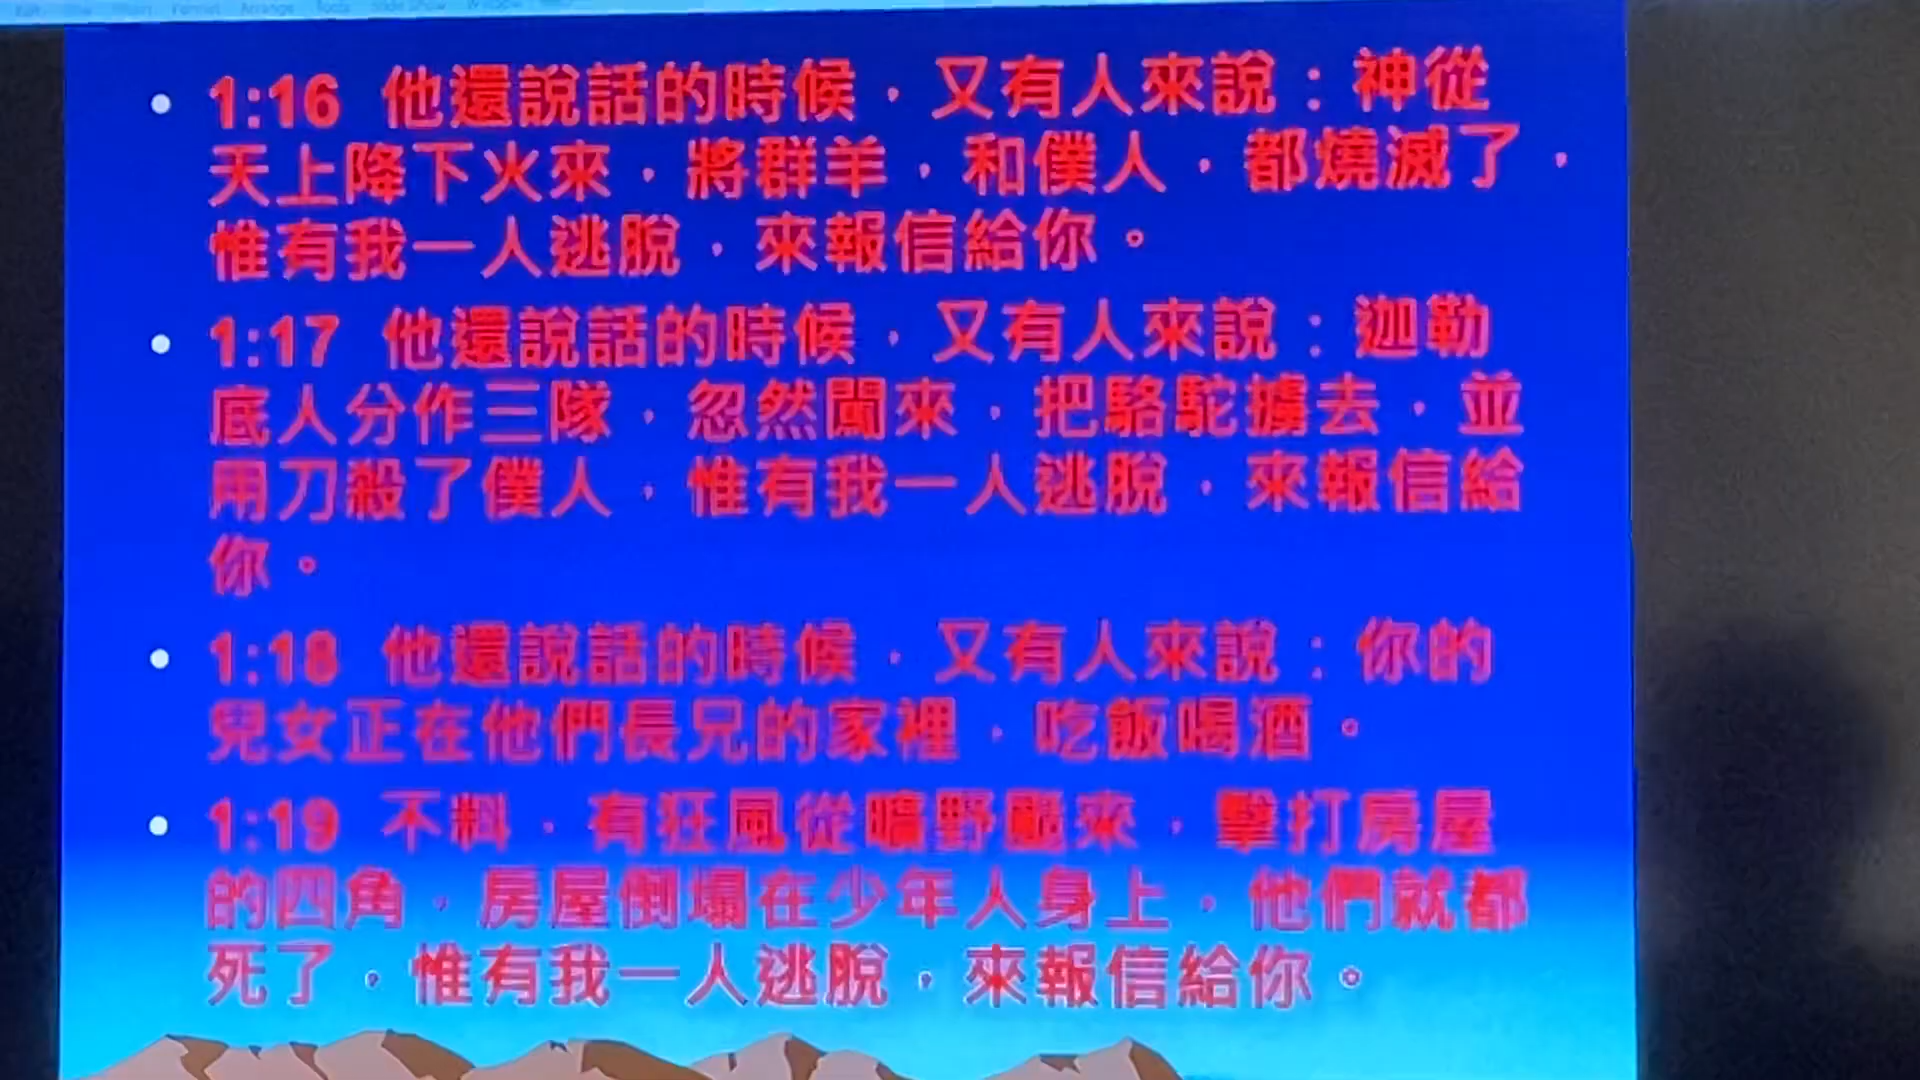 Format Arrange Tools Slide Show Window
• 1:16 他還說話的時候，又有人來說：神從
天上降下火來，將群羊，和僕人，都燒滅了，
惟有我一人逃脫，來報信給你。
• 1:17 他還說話的時候，又有人來說：迦勒
底人分作三隊，忽然闖來，把駱駝擄去，並
用刀殺了僕人，惟有我一人逃脫，來報信給
你。
• 1:18 他還說話的時候，又有人來說：你的
兒女正在他們長兄的家裡，吃飯喝酒。
• 1:19 不料，有狂風從曠野颳來，擊打房屋
的四角，房屋倒塌在少年人身上，他們就都
死了，惟有我一人逃脫，來報信給你。